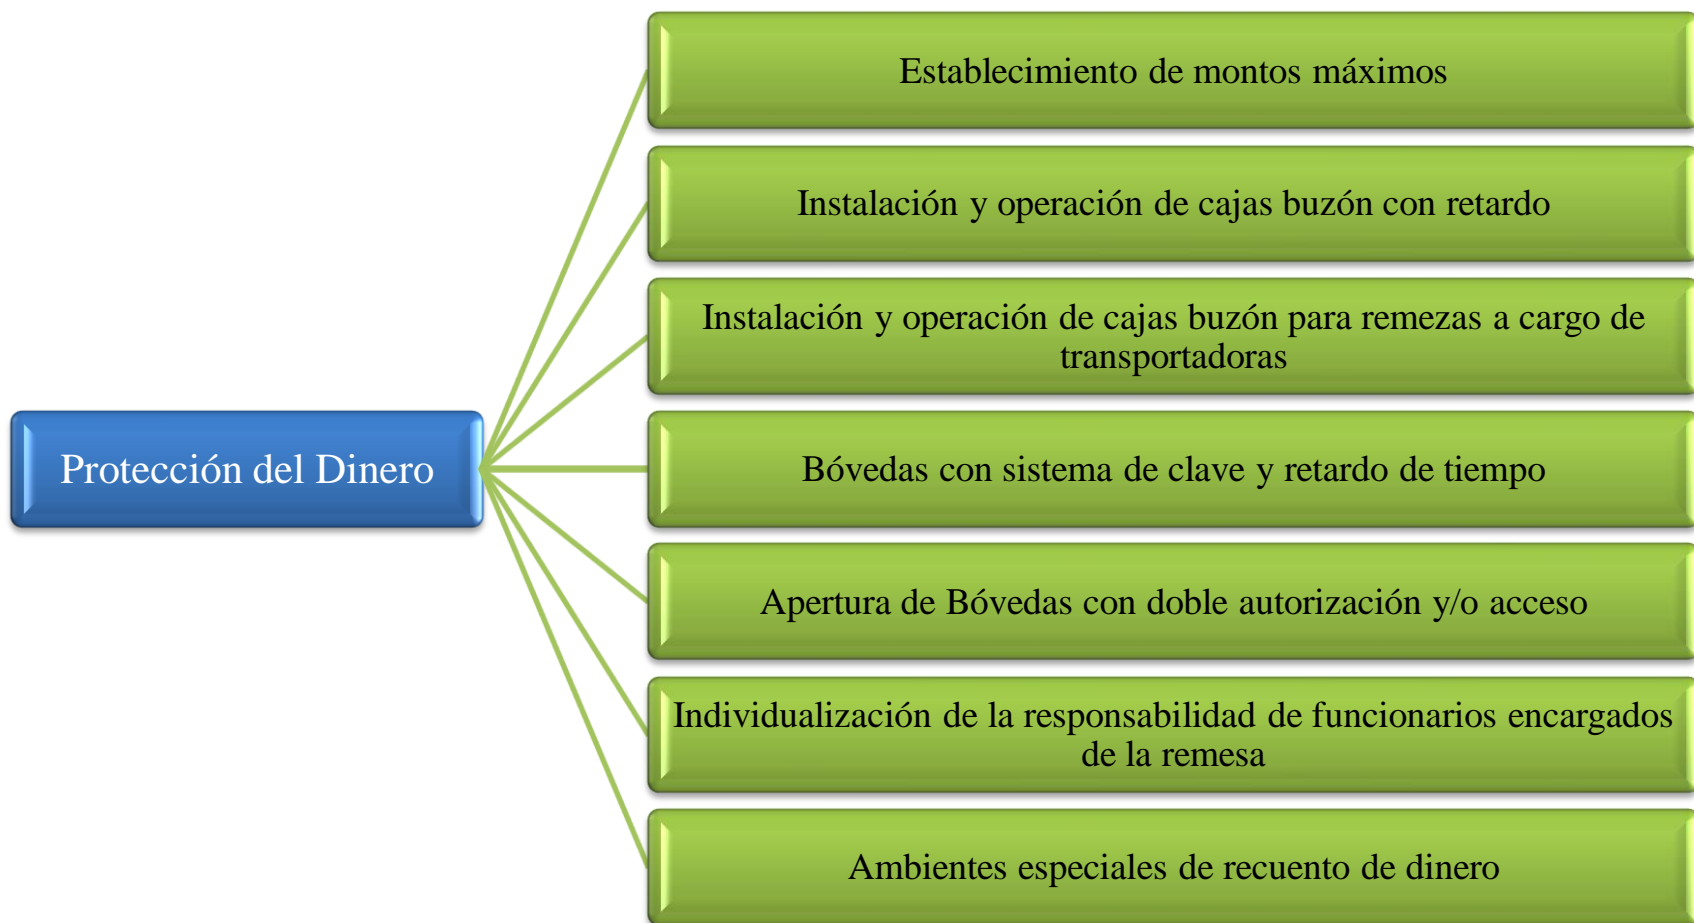 Establecimiento de montos máximos
Instalación y operación de cajas buzón con retardo
Instalación y operación de cajas buzón para remezas a cargo de
transportadoras
Protección del Dinero
Bóvedas con sistema de clave y retardo de tiempo
Apertura de Bóvedas con doble autorización y/o acceso
Individualización de la responsabilidad de funcionarios encargados
de la remesa
Ambientes especiales de recuento de dinero